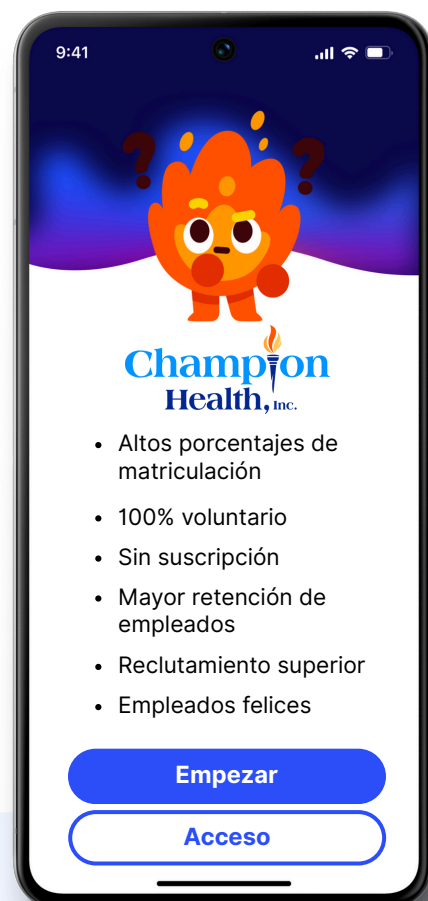 9:41
? ?
Champion
Health, Inc.
• Altos porcentajes de
matriculación
• 100% voluntario
• Sin suscripción
• Mayor retención de
empleados
• Reclutamiento superior
• Empleados felices
Empezar
Acceso